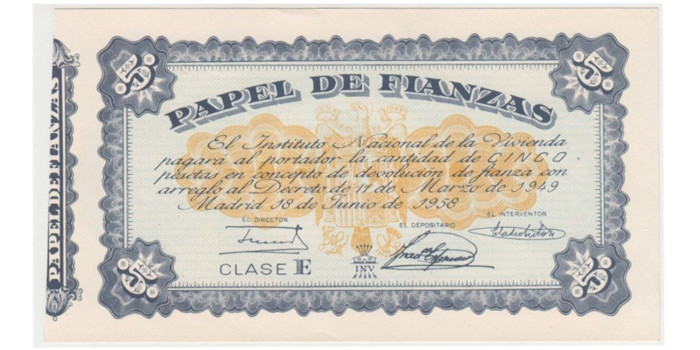 PAPEL DE FIANZAS
5
5
PAPEL DE FIANZAS
El Instituto Nacional de la Vivienda
pagará al portador la cantidad de CINCO
pesetas en concepto de devolución de fianza con
arreglo al Decreto de 11 de Marzo de 1949
Madrid 18 de Junio de 1958
EL DIRECTOR
EL DEPOSITARIO
EL INTERVENTOR
CLASE E
INV
5
5